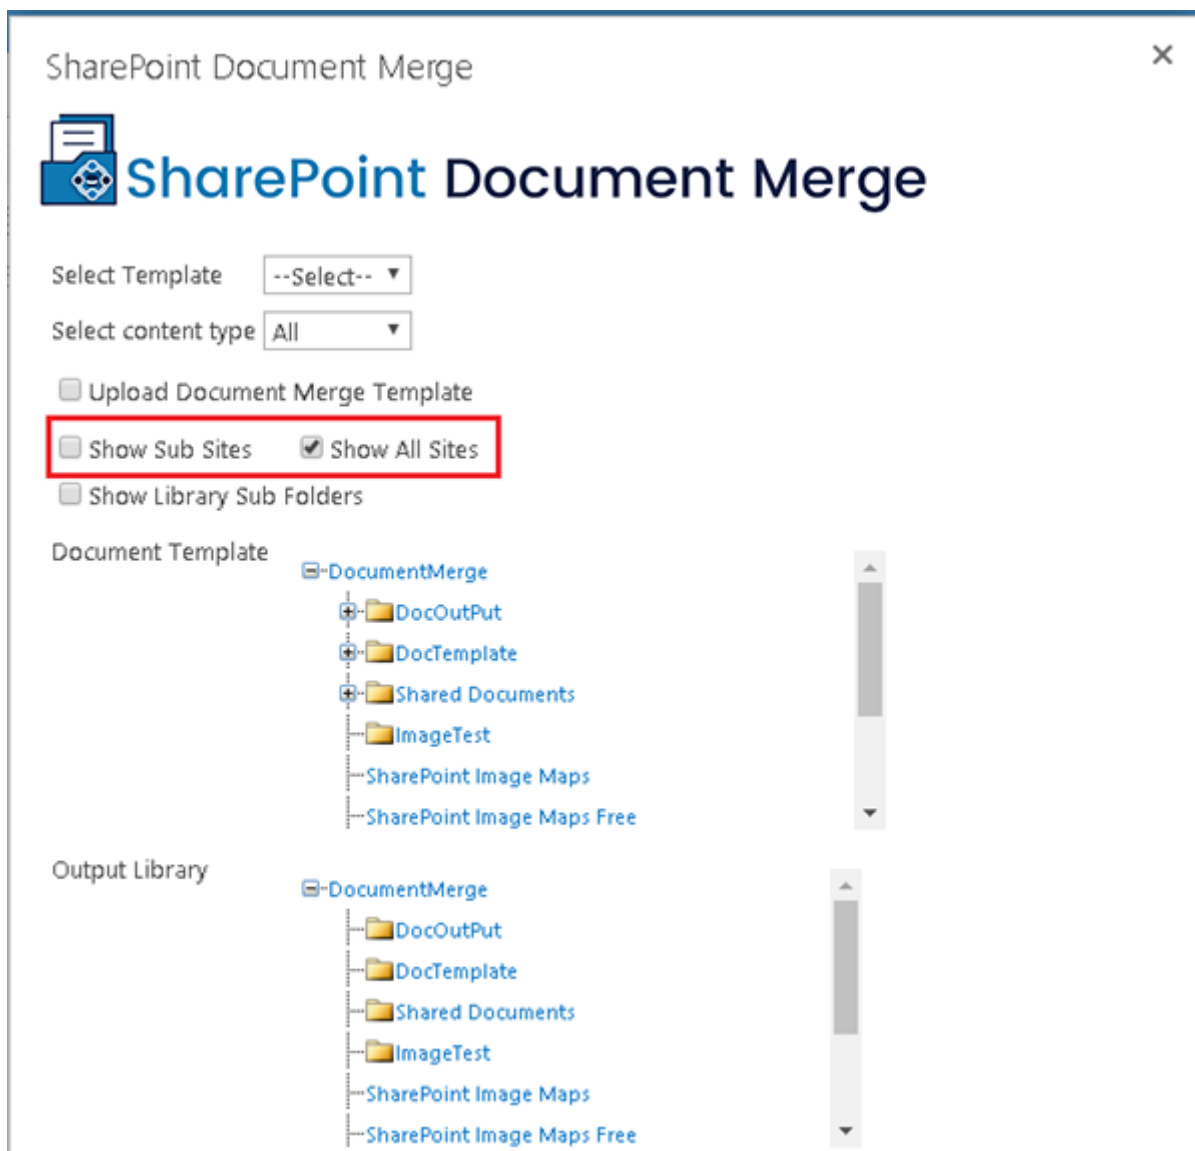 SharePoint Document Merge
SharePoint Document Merge
Select Template --Select--
Select content type All
Upload Document Merge Template
Show Sub Sites Show All Sites
Show Library Sub Folders
Document Template
DocumentMerge
DocOutPut
DocTemplate
Shared Documents
ImageTest
SharePoint Image Maps
SharePoint Image Maps Free
Output Library
DocumentMerge
DocOutPut
DocTemplate
Shared Documents
ImageTest
SharePoint Image Maps
SharePoint Image Maps Free